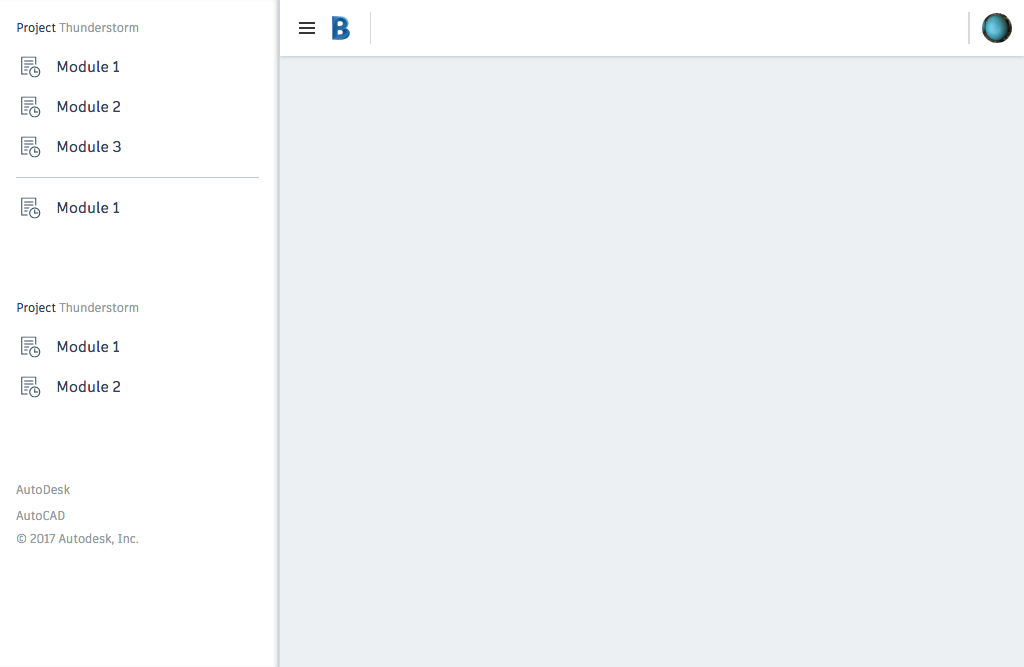 Project Thunderstorm
Module 1
Module 2
Module 3
Module 1
Project Thunderstorm
Module 1
Module 2
AutoDesk
AutoCAD
© 2017 Autodesk, Inc.
B